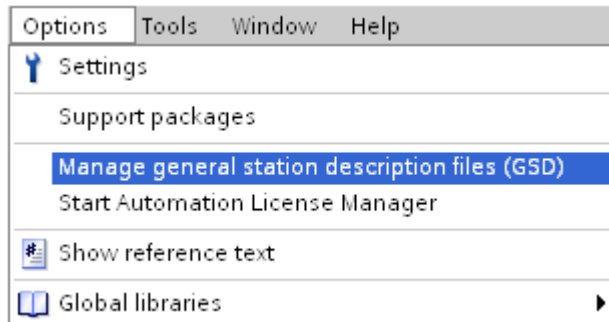 Options Tools Window Help
Settings
Support packages
Manage general station description files (GSD)
Start Automation License Manager
Show reference text
Global libraries